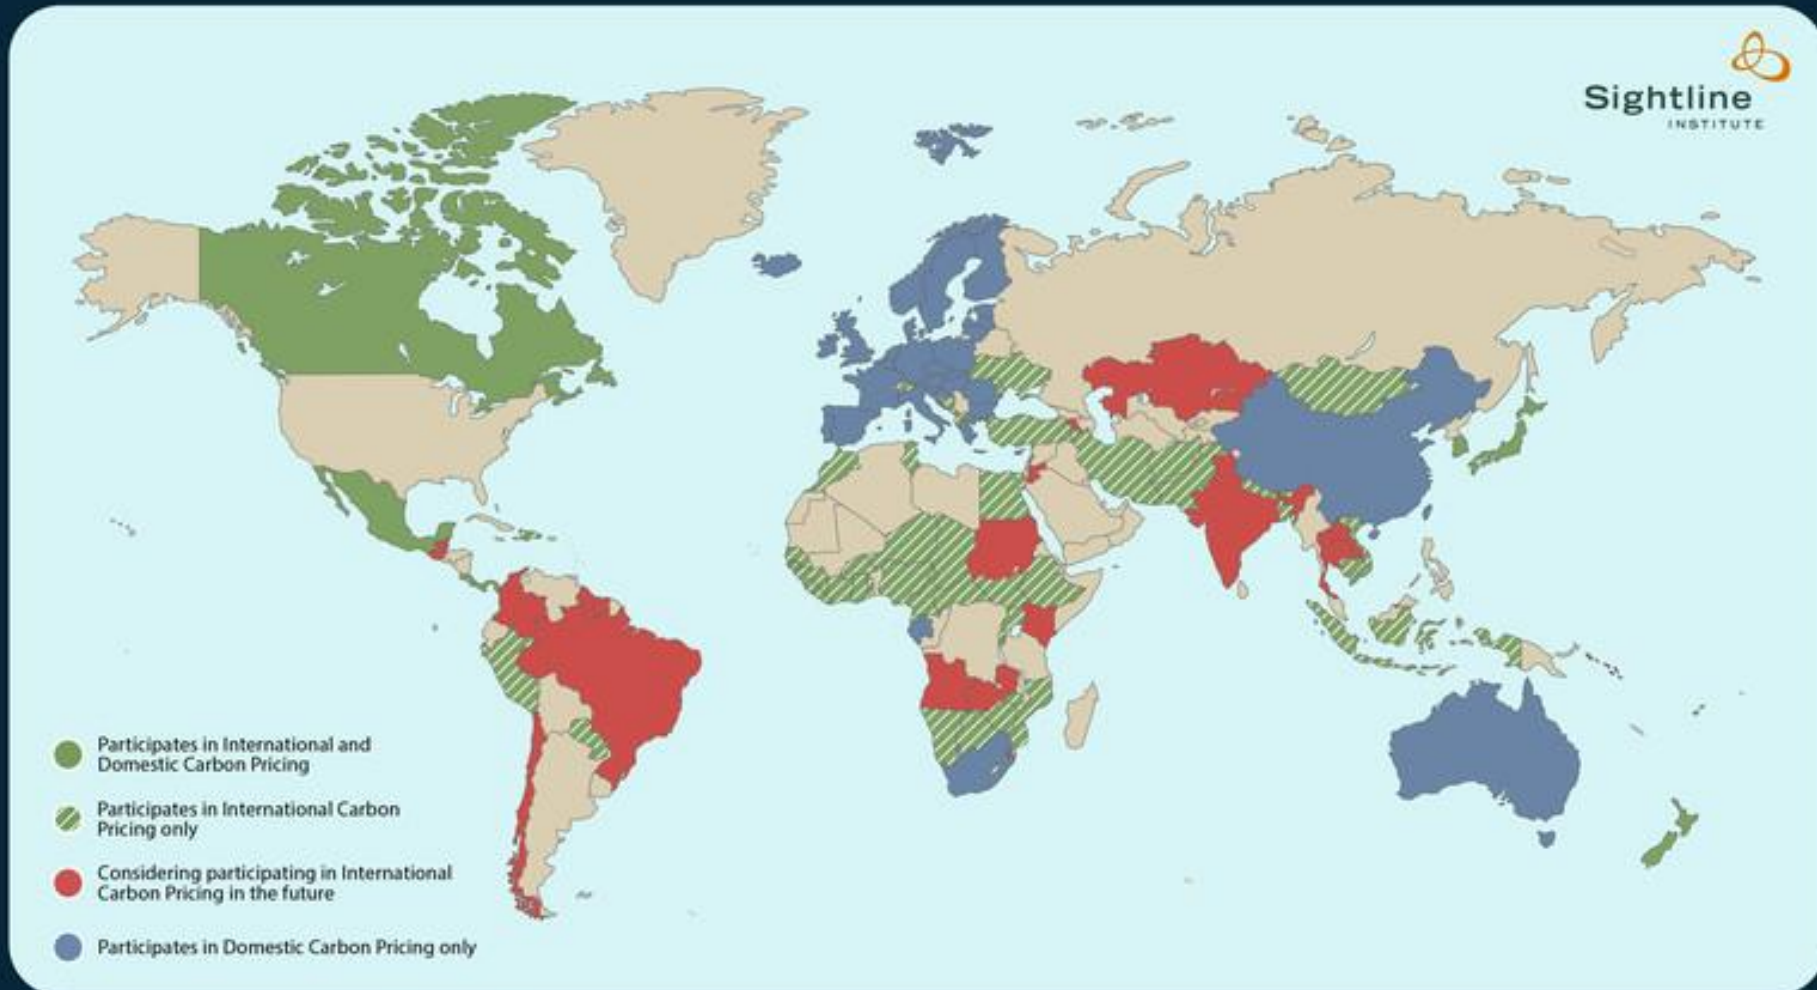 Sightline
INSTITUTE
Participates in International and
Domestic Carbon Pricing
Participates in International Carbon
Pricing only
Considering participating in International
Carbon Pricing in the future
Participates in Domestic Carbon Pricing only